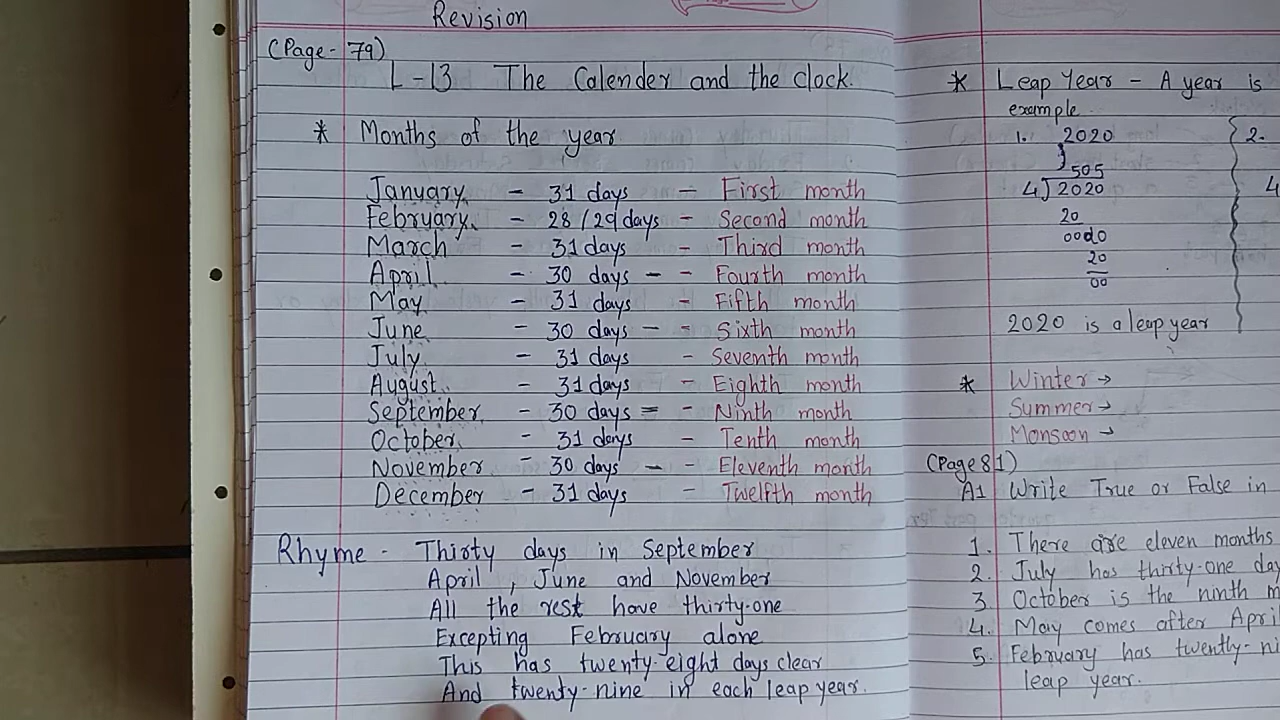 Revision
(Page - 79)
L-13 The Calender and the clock.
* Months of the year
January - 31 days - First month
February - 28/29 days - Second month
March - 31 days - Third month
April - 30 days - - Fourth month
May - 31 days - Fifth month
June - 30 days - - Sixth month
July - 31 days - Seventh month
August - 31 days - Eighth month
September - 30 days = - Ninth month
October - 31 days - Tenth month
November - 30 days - - Eleventh month
December - 31 days - Twelfth month
Rhyme - Thirty days in September
April, June and November
All the rest have thirty-one
Excepting February alone
This has twenty-eight days clear
And twenty-nine in each leap year.
* Leap Year - A year is
example
1. 2020 2.
505
4)2020 4
20
0020
20
00
2020 is a leap year
* Winter →
Summer →
Monsoon →
(Page 81)
A1 Write True or False in
1. There are eleven months
2. July has thirty-one day
3 October is the ninth m
4. May comes after Apri
5. February has twently-ni
leap year.